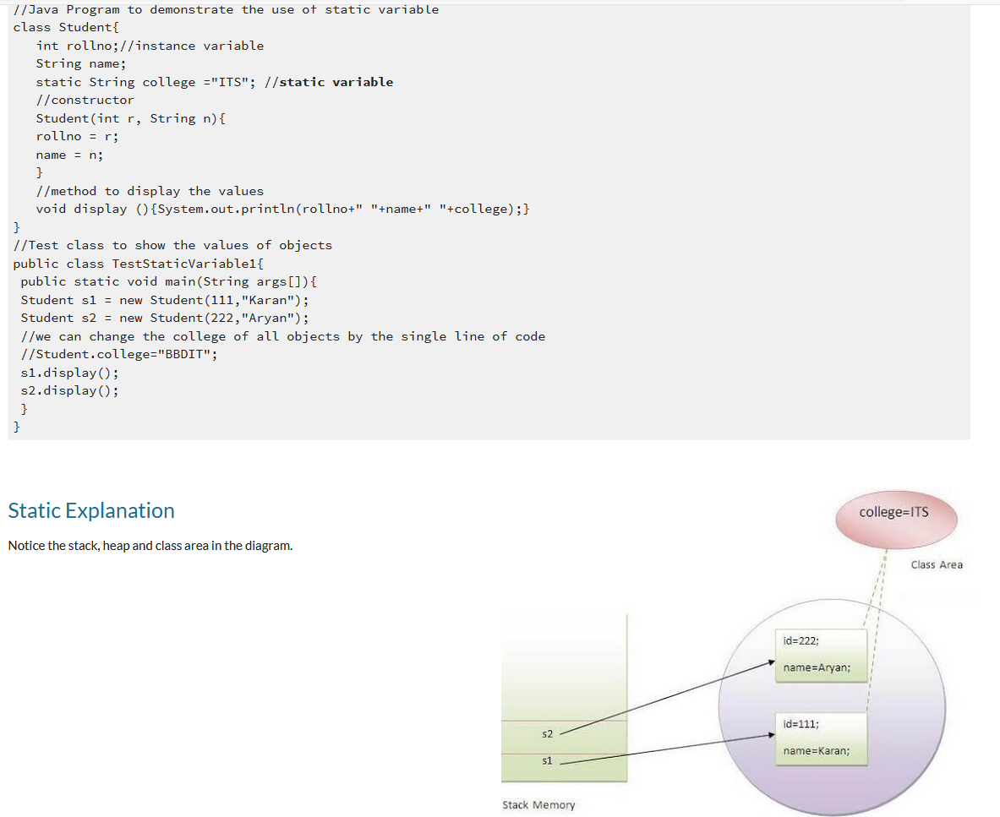 //Java Program to demonstrate the use of static variable
class Student{
   int rollno;//instance variable
   String name;
   static String college ="ITS"; //static variable
   //constructor
   Student(int r, String n){
   rollno = r;
   name = n;
   }
   //method to display the values
   void display (){System.out.println(rollno+" "+name+" "+college);}
}
//Test class to show the values of objects
public class TestStaticVariable1{
 public static void main(String args[]){
 Student s1 = new Student(111,"Karan");
 Student s2 = new Student(222,"Aryan");
 //we can change the college of all objects by the single line of code
 //Student.college="BBDIT";
 s1.display();
 s2.display();
 }
}
Static Explanation
Notice the stack, heap and class area in the diagram.
college=ITS
Class Area
id=222;
name=Aryan;
s2
id=111;
name=Karan;
s1
Stack Memory